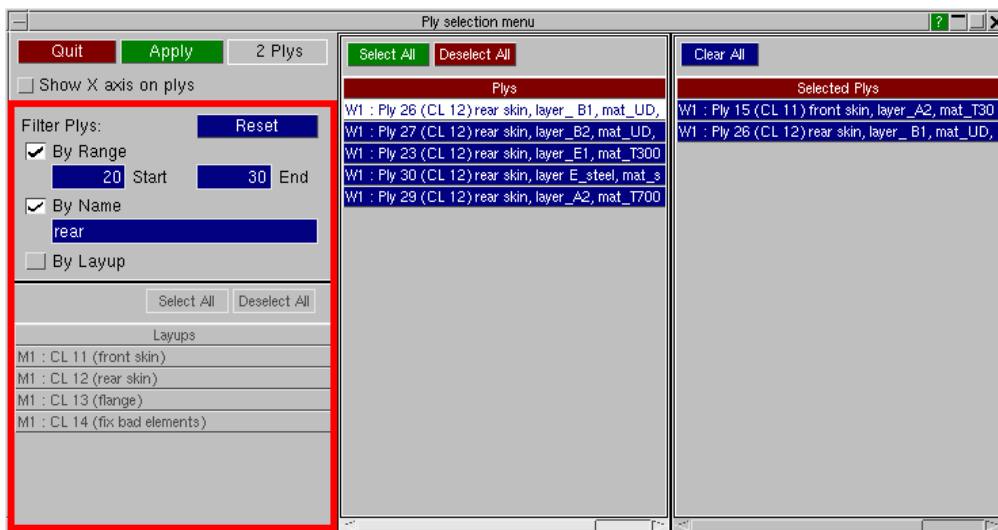 Ply selection menu
?
Quit Apply 2 Plys
Show X axis on plys
Filter Plys: Reset
By Range
20 Start 30 End
By Name
rear
By Layup
Select All Deselect All
Layups
M1 : CL 11 (front skin)
M1 : CL 12 (rear skin)
M1 : CL 13 (flange)
M1 : CL 14 (fix bad elements)
Select All Deselect All
Plys
W1 : Ply 26 (CL 12) rear skin, layer_ B1, mat_UD,
W1 : Ply 27 (CL 12) rear skin, layer_B2, mat_UD,
W1 : Ply 23 (CL 12) rear skin, layer_E1, mat_T300
W1 : Ply 30 (CL 12) rear skin, layer E_steel, mat_s
W1 : Ply 29 (CL 12) rear skin, layer_A2, mat_T700
Clear All
Selected Plys
W1 : Ply 15 (CL 11) front skin, layer_A2, mat_T30
W1 : Ply 26 (CL 12) rear skin, layer_ B1, mat_UD,